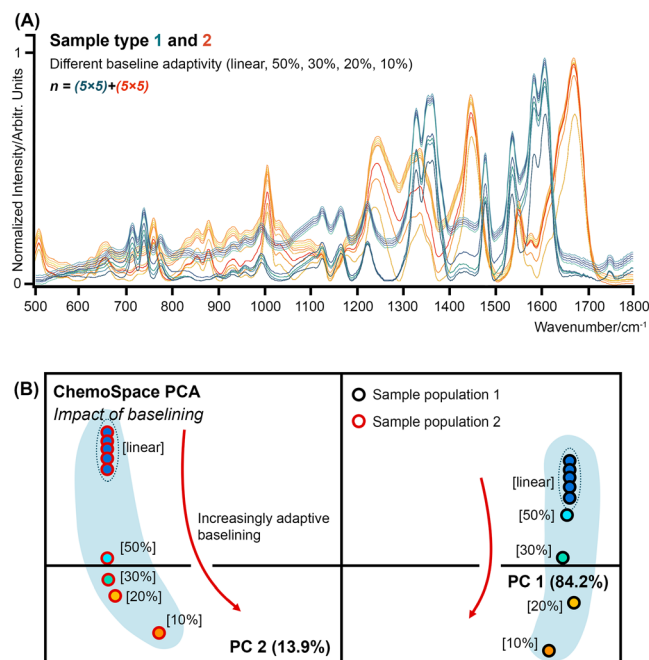 (A)
Sample type 1 and 2
Different baseline adaptivity (linear, 50%, 30%, 20%, 10%)
n = (5×5)+(5×5)
Normalized Intensity/Arbitr. Units
1
0
500 600 700 800 900 1000 1100 1200 1300 1400 1500 1600 1700 1800
Wavenumber/cm-1
(B)
ChemoSpace PCA
Impact of baselining
Sample population 1
Sample population 2
[linear]
[linear]
[50%]
Increasingly adaptive
baselining
[50%]
[30%]
[30%]
PC 1 (84.2%)
[20%]
[20%]
[10%]
PC 2 (13.9%)
[10%]